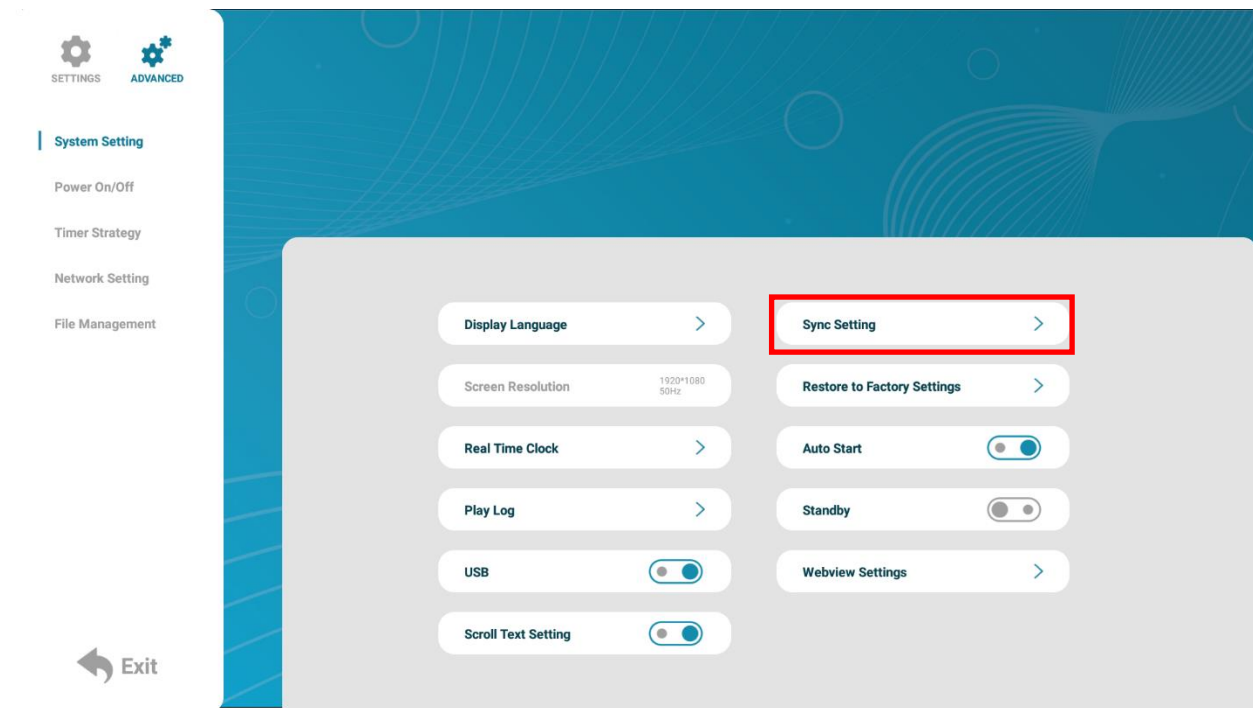 SETTINGS
ADVANCED
System Setting
Power On/Off
Timer Strategy
Network Setting
File Management
Exit
Display Language
Screen Resolution
1920*1080
50Hz
Real Time Clock
Play Log
USB
Scroll Text Setting
Sync Setting
Restore to Factory Settings
Auto Start
Standby
Webview Settings